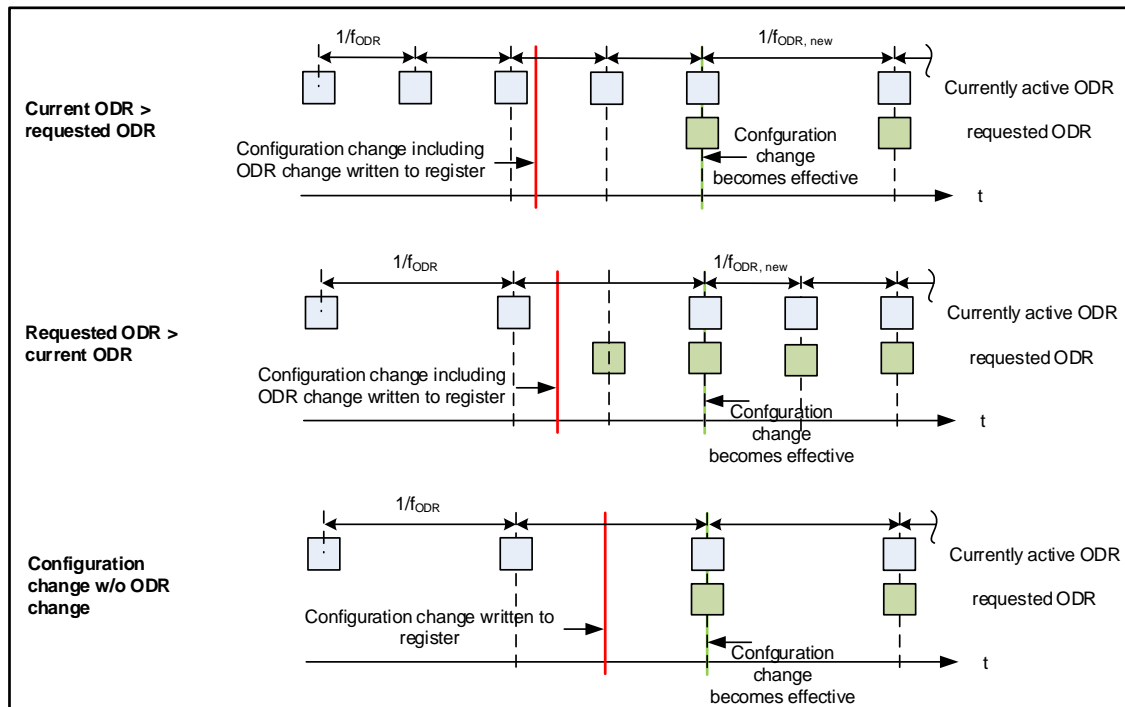 1/fODR
1/fODR, new
Currently active ODR
Current ODR >
requested ODR
requested ODR
Configuration change including
ODR change written to register
Confguration
change
becomes effective
t
1/fODR
1/fODR, new
Currently active ODR
Requested ODR >
current ODR
requested ODR
Configuration change including
ODR change written to register
Confguration
change
becomes effective
t
1/fODR
Currently active ODR
Configuration
change w/o ODR
change
requested ODR
Configuration change written to
register
Confguration
change
becomes effective
t